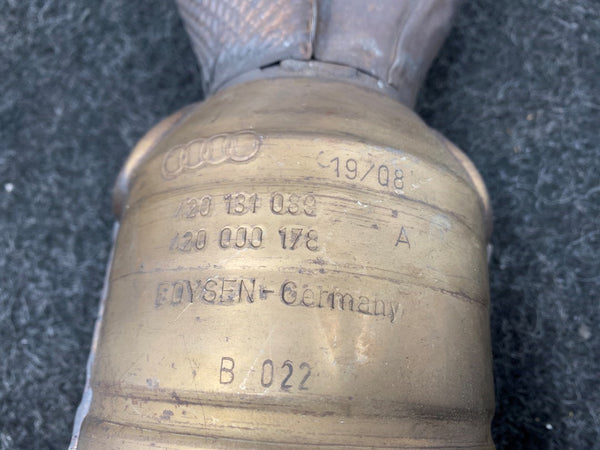 19/08
420 131 089
420 000 178 A
BOYSEN-Germany
B 022